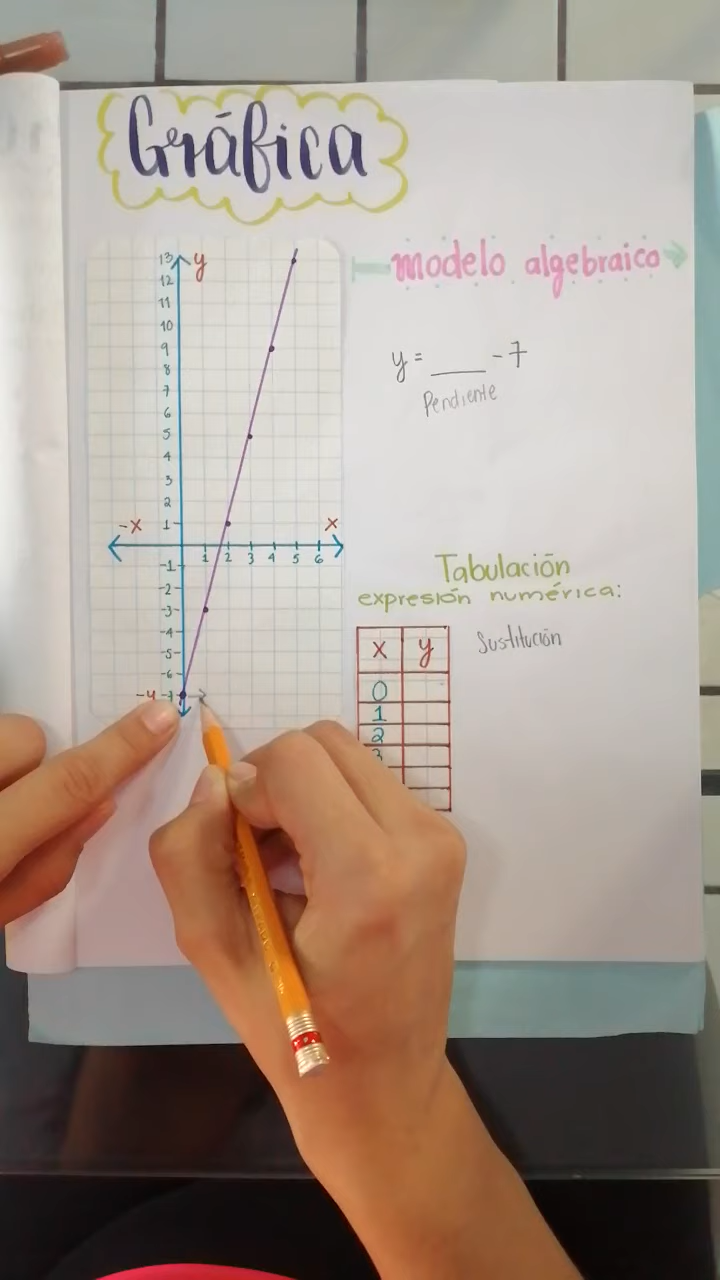 Gráfica
modelo algebraico
y = ___ - 7
Pendiente
y
13
12
11
10
9
8
7
6
5
4
3
2
1
-x
x
1 2 3 4 5 6
-1
-2
-3
-4
-5
-6
-y -7
Tabulación
expresión numérica:
x y
Sustitución
0
1
2
3